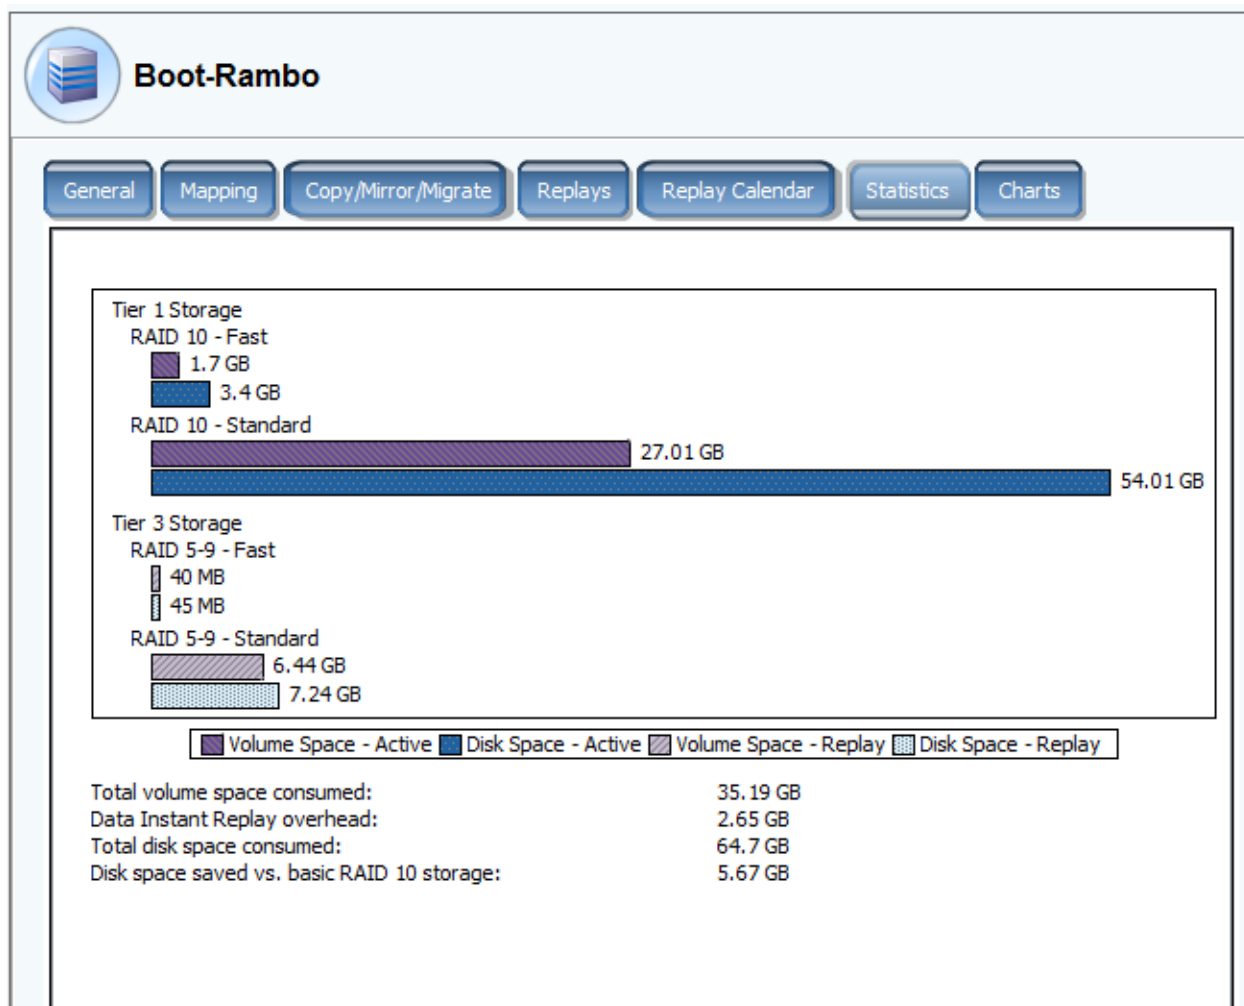 Boot-Rambo
General Mapping Copy/Mirror/Migrate Replays Replay Calendar Statistics Charts
Tier 1 Storage
RAID 10 - Fast
1.7 GB
3.4 GB
RAID 10 - Standard
27.01 GB
54.01 GB
Tier 3 Storage
RAID 5-9 - Fast
40 MB
45 MB
RAID 5-9 - Standard
6.44 GB
7.24 GB
Volume Space - Active Disk Space - Active Volume Space - Replay Disk Space - Replay
Total volume space consumed: 35.19 GB
Data Instant Replay overhead: 2.65 GB
Total disk space consumed: 64.7 GB
Disk space saved vs. basic RAID 10 storage: 5.67 GB